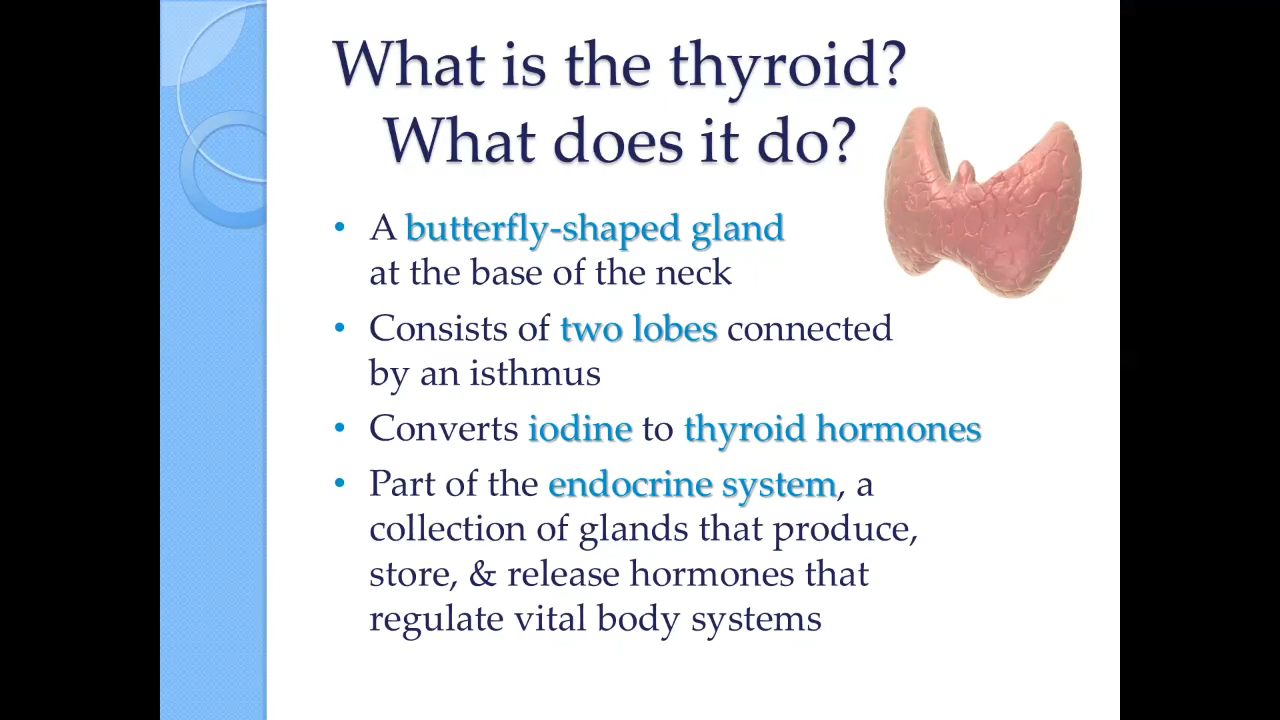 What is the thyroid?
What does it do?
• A butterfly-shaped gland
at the base of the neck
• Consists of two lobes connected
by an isthmus
• Converts iodine to thyroid hormones
• Part of the endocrine system, a
collection of glands that produce,
store, & release hormones that
regulate vital body systems